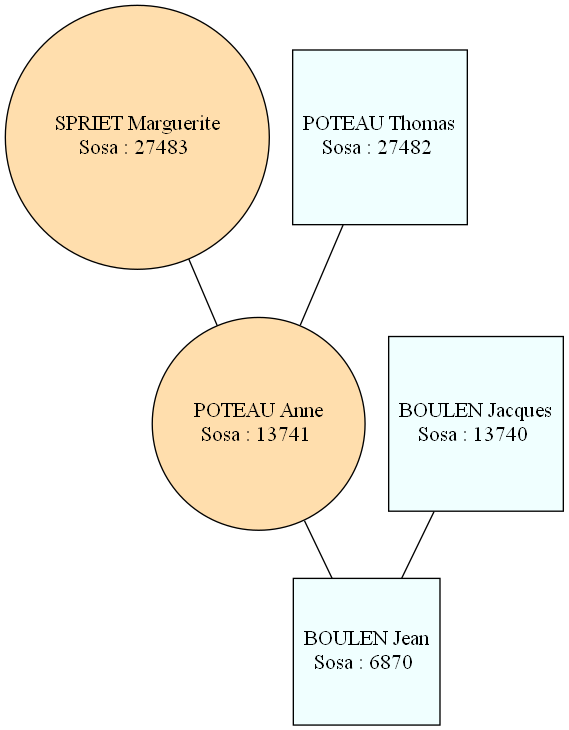 SPRIET Marguerite
Sosa : 27483
POTEAU Thomas
Sosa : 27482
POTEAU Anne
Sosa : 13741
BOULEN Jacques
Sosa : 13740
BOULEN Jean
Sosa : 6870